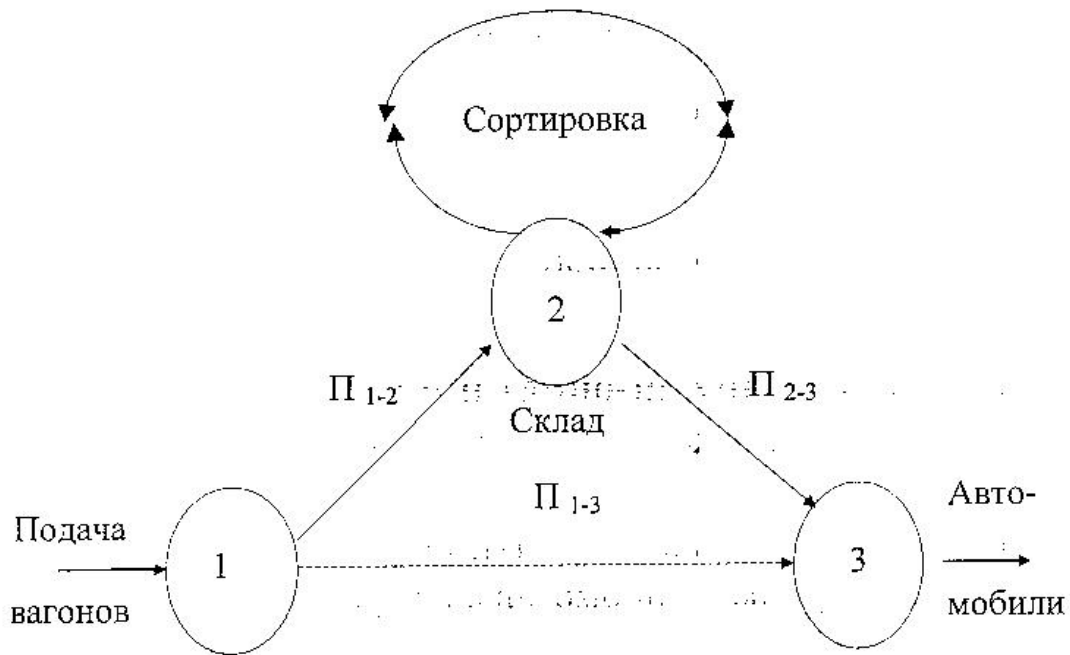 Сортировка
2
П 1-2
П 2-3
Склад
П 1-3
Авто-
Подача
1
3
вагонов
мобили